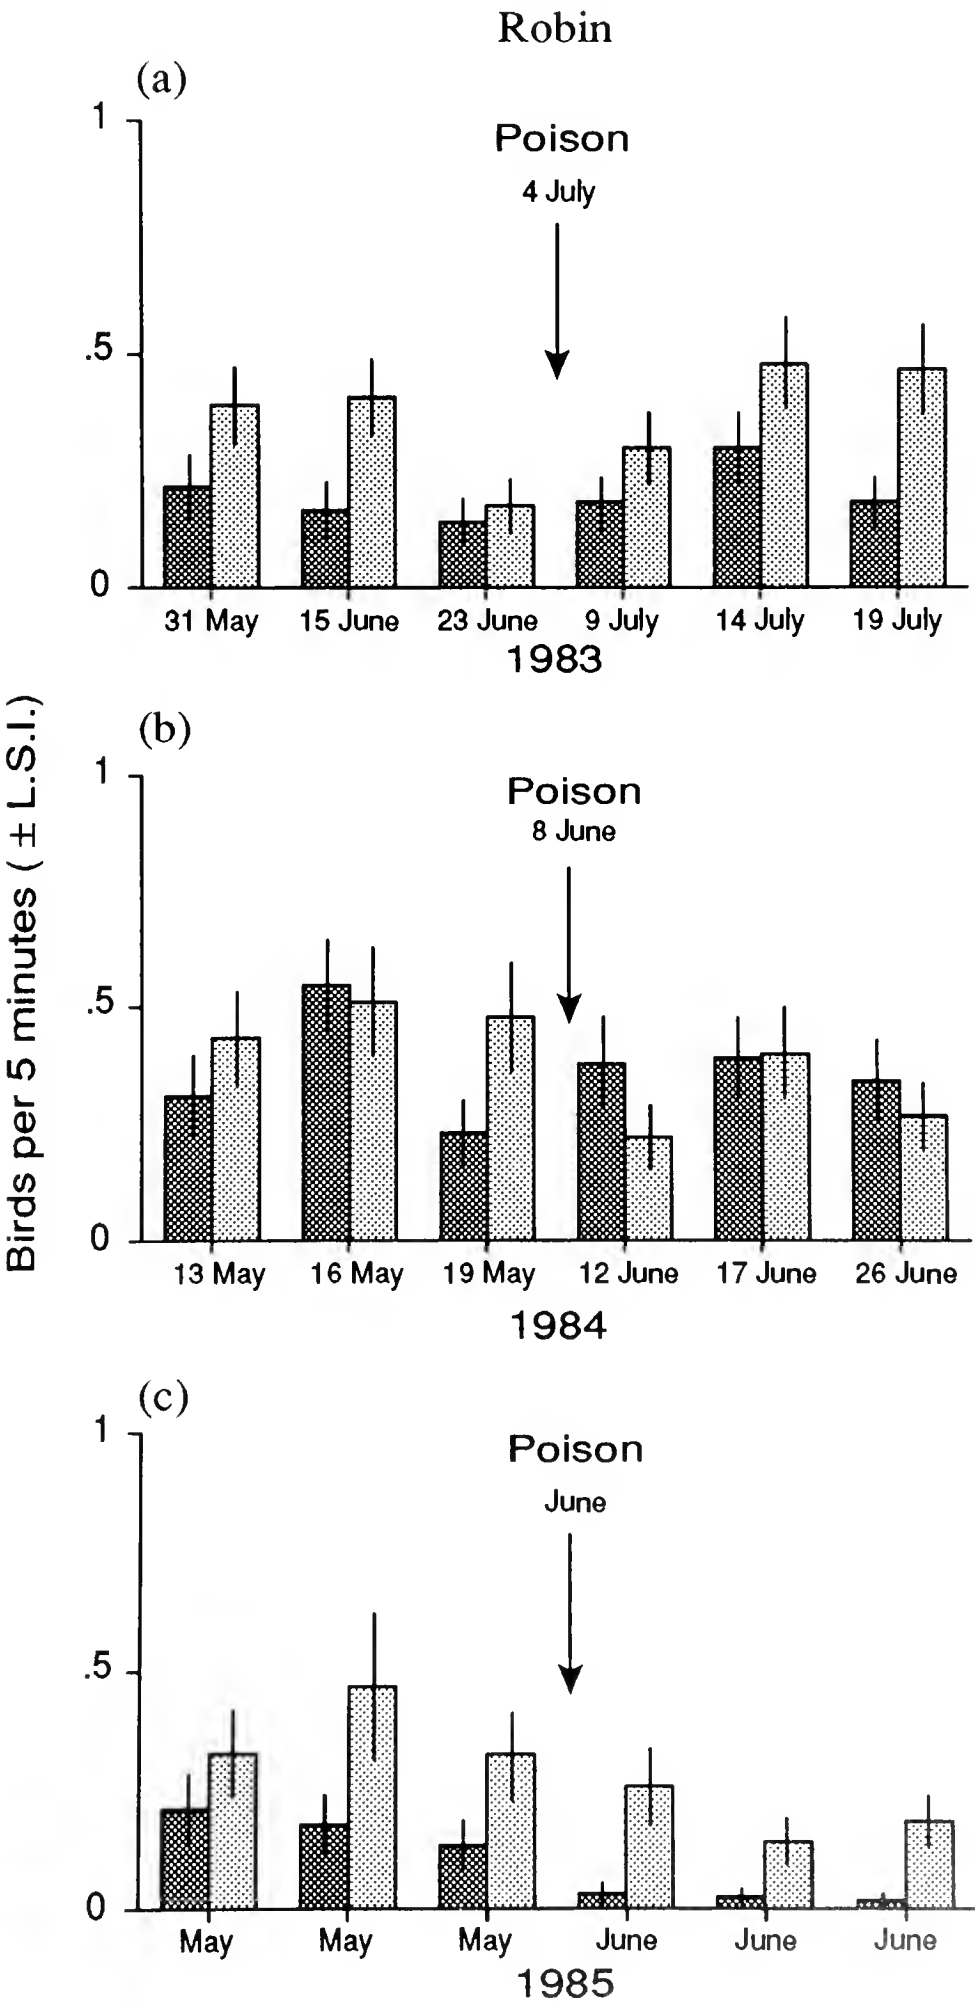 Robin
(a)
Poison
4 July
1
.5
0
31 May 15 June 23 June 9 July 14 July 19 July
1983
Birds per 5 minutes ( ± L.S.I.)
(b)
Poison
8 June
1
.5
0
13 May 16 May 19 May 12 June 17 June 26 June
1984
(c)
Poison
June
1
.5
0
May May May June June June
1985